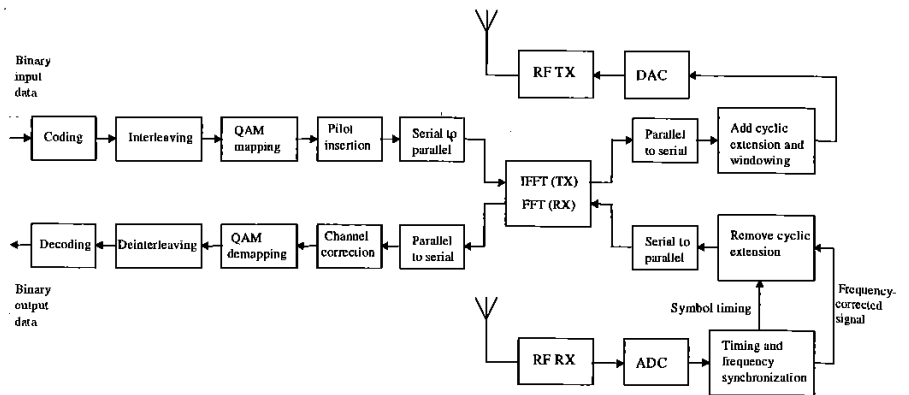 Binary
input
data
RF TX
DAC
Coding
Interleaving
QAM
mapping
Pilot
insertion
Serial to
parallel
Parallel
to serial
Add cyclic
extension and
windowing
IFFT (TX)
FFT (RX)
Decoding
Deinterleaving
QAM
demapping
Channel
correction
Parallel
to serial
Serial to
parallel
Remove cyclic
extension
Binary
output
data
Symbol timing
Frequency-
corrected
signal
RF RX
ADC
Timing and
frequency
synchronization